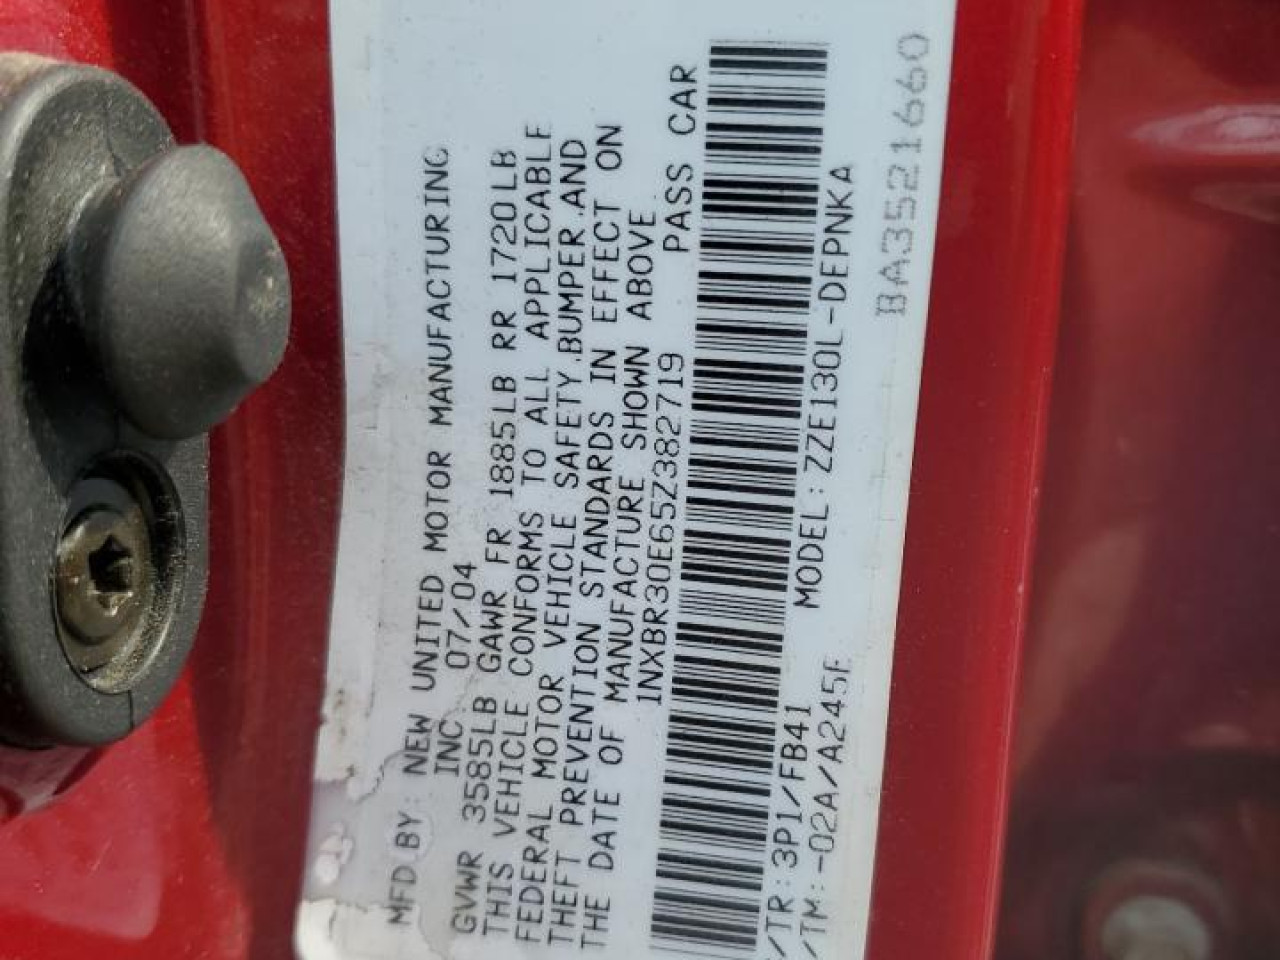 MFD BY: NEW UNITED MOTOR MANUFACTURING
INC. 07/04
GVWR 3585LB GAWR FR 1885LB RR 1720LB
THIS VEHICLE CONFORMS TO ALL APPLICABLE
FEDERAL MOTOR VEHICLE SAFETY,BUMPER,AND
THEFT PREVENTION STANDARDS IN EFFECT ON
THE DATE OF MANUFACTURE SHOWN ABOVE
1NXBR30E65Z382719 PASS CAR
/TR:3P1/FB41 MODEL:ZZE130L-DEPNKA
/TM:-02A/A245E
BA3521660